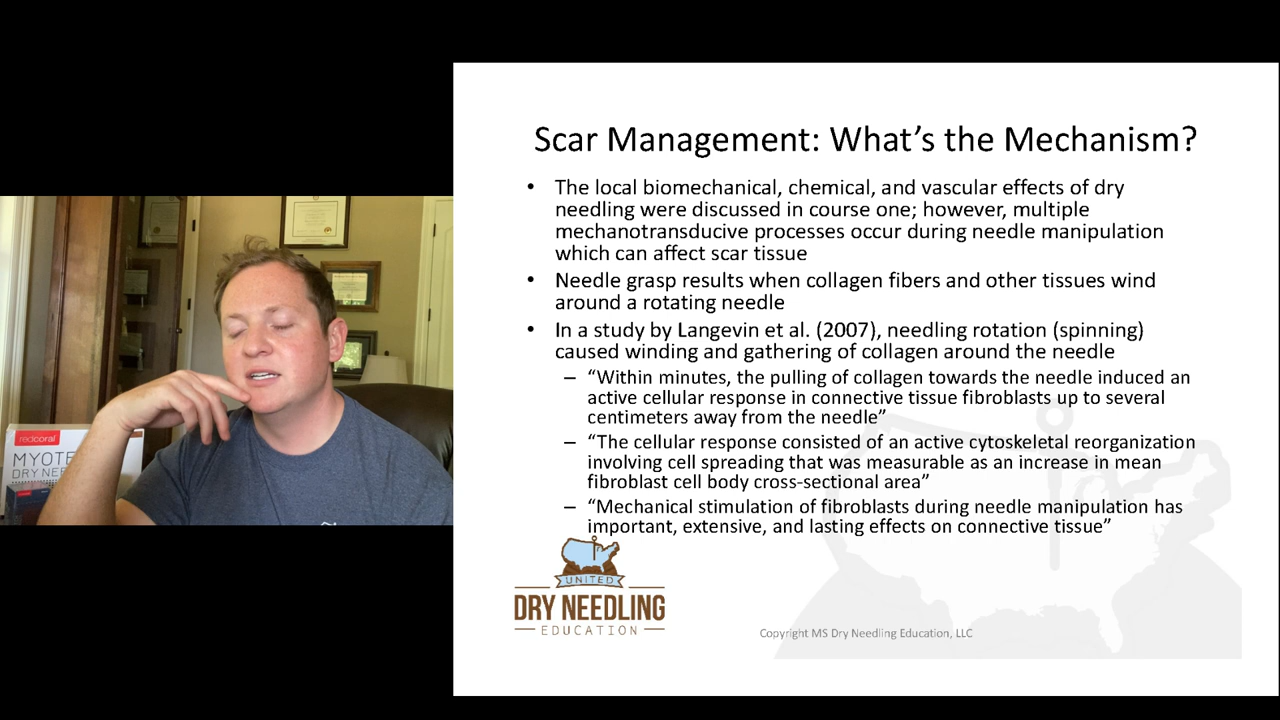 Scar Management: What's the Mechanism?
• The local biomechanical, chemical, and vascular effects of dry
needling were discussed in course one; however, multiple
mechanotransducive processes occur during needle manipulation
which can affect scar tissue
• Needle grasp results when collagen fibers and other tissues wind
around a rotating needle
• In a study by Langevin et al. (2007), needling rotation (spinning)
caused winding and gathering of collagen around the needle
– “Within minutes, the pulling of collagen towards the needle induced an
active cellular response in connective tissue fibroblasts up to several
centimeters away from the needle”
– “The cellular response consisted of an active cytoskeletal reorganization
involving cell spreading that was measurable as an increase in mean
fibroblast cell body cross-sectional area”
– “Mechanical stimulation of fibroblasts during needle manipulation has
important, extensive, and lasting effects on connective tissue”
redcoral
MYOTE
DRY NEE
UNITED
DRY NEEDLING
EDUCATION
Copyright MS Dry Needling Education, LLC